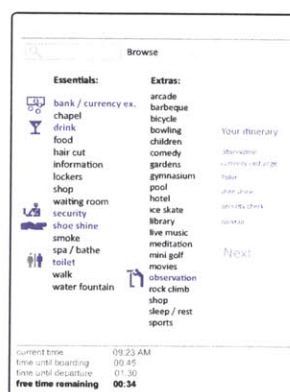 Browse
Essentials:
bank / currency ex.
chapel
drink
food
hair cut
information
lockers
shop
waiting room
security
shoe shine
smoke
spa / bathe
toilet
walk
water fountain
Extras:
arcade
barbeque
bicycle
bowling
children
comedy
gardens
gymnasium
pool
hotel
ice skate
library
live music
meditation
mini golf
movies
observation
rock climb
shop
sleep / rest
sports
Your itinerary
observation
currency exchange
toilet
shoe shine
security check
Next
current time 09:23 AM
time until boarding 00:45
time until departure 01:30
free time remaining 00:34